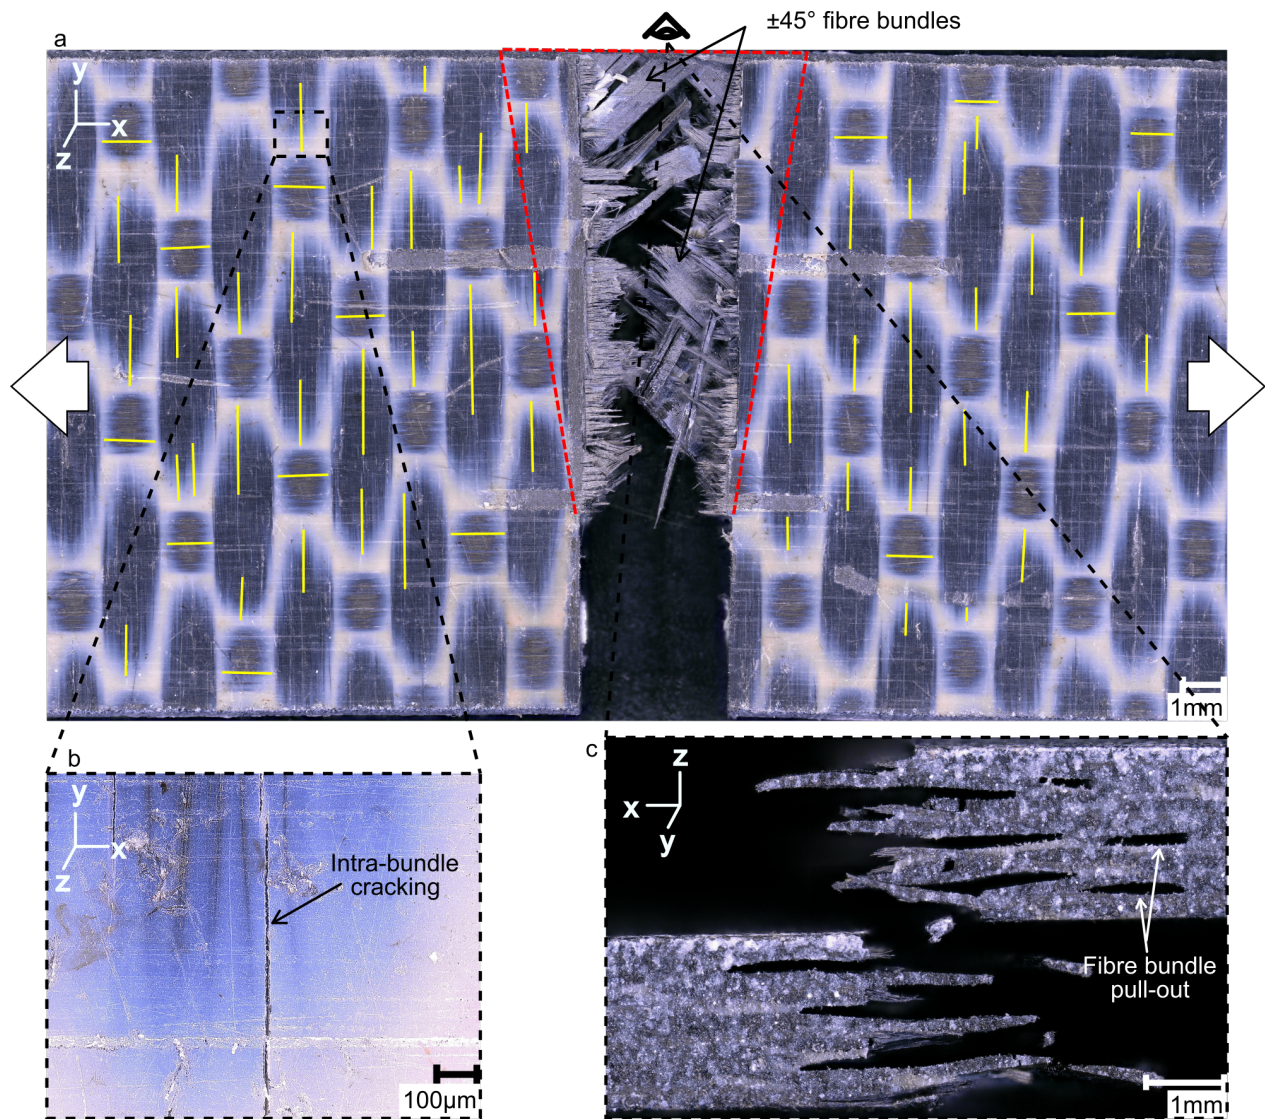 ±45° fibre bundles
a
y
x
z
1mm
b
y
x
z
Intra-bundle
cracking
100µm
c
z
x
y
Fibre bundle
pull-out
1mm